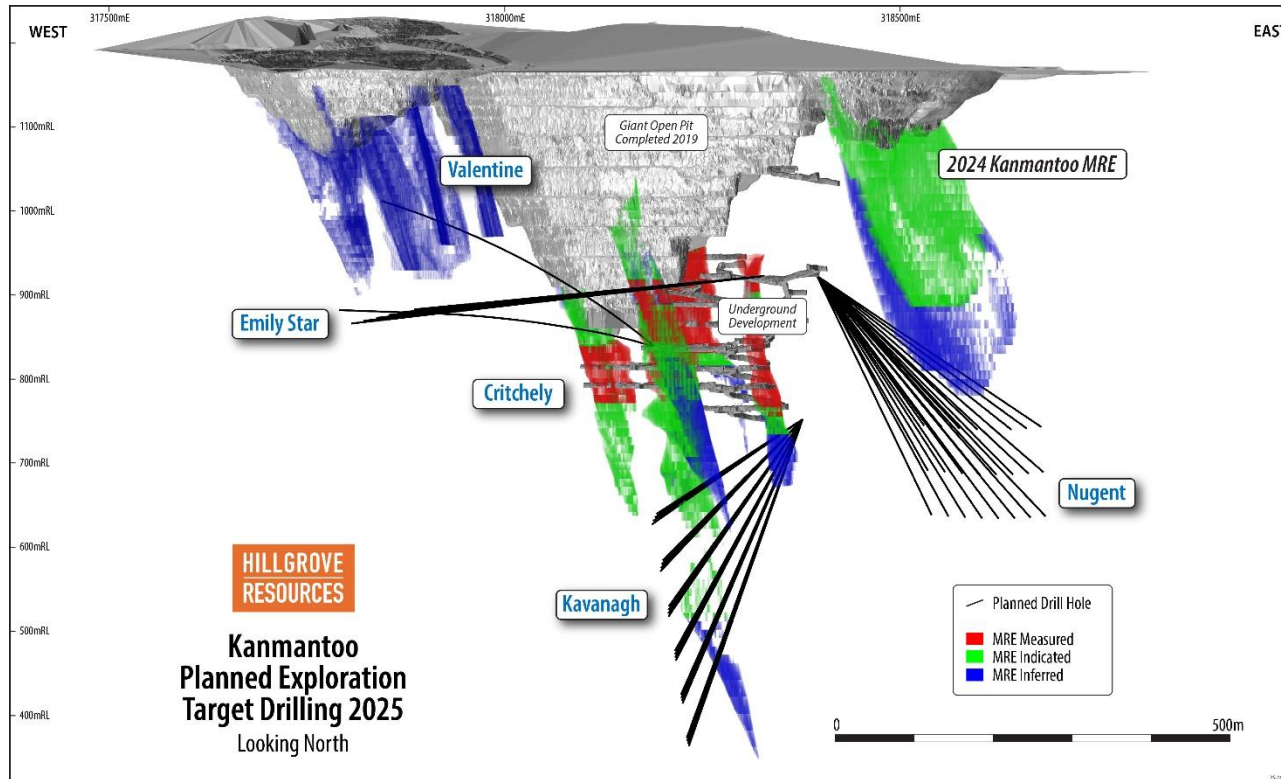 317500mE
318000mE
318500mE
WEST
EAST
1100mRL
1000mRL
900mRL
800mRL
700mRL
600mRL
500mRL
400mRL
Giant Open Pit
Completed 2019
Valentine
2024 Kanmantoo MRE
Emily Star
Underground
Development
Critchely
Nugent
Kavanagh
HILLGROVE
RESOURCES
Kanmantoo
Planned Exploration
Target Drilling 2025
Looking North
Planned Drill Hole
MRE Measured
MRE Indicated
MRE Inferred
0
500m